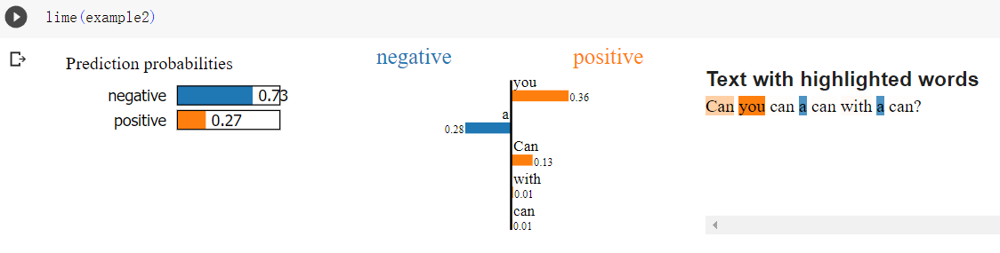 lime(example2)
Prediction probabilities
negative 0.73
positive 0.27
negative positive
you
0.36
a
0.28
Can
0.13
with
0.01
can
0.01
Text with highlighted words
Can you can a can with a can?